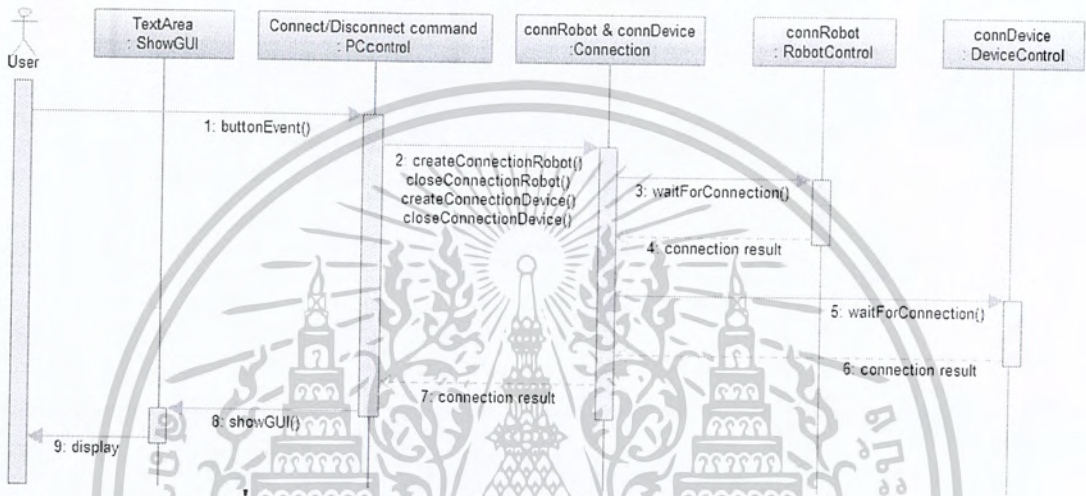 User
TextArea
: ShowGUI
Connect/Disconnect command
: PCcontrol
connRobot & connDevice
:Connection
connRobot
: RobotControl
connDevice
: DeviceControl
1: buttonEvent()
2: createConnectionRobot()
closeConnectionRobot()
createConnectionDevice()
closeConnectionDevice()
3: waitForConnection()
4: connection result
5: waitForConnection()
6: connection result
7: connection result
8: showGUI()
9: display